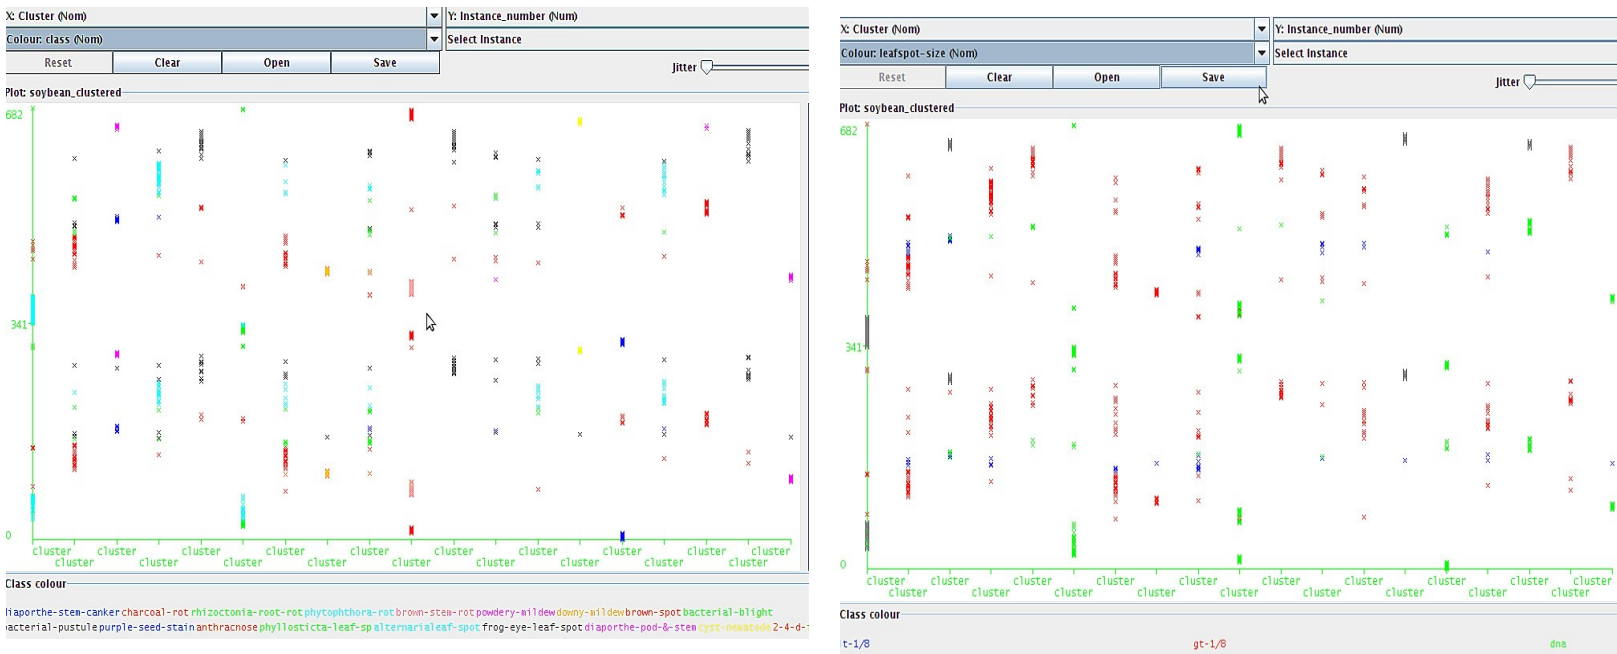 X: Cluster (Nom)
Y: Instance_number (Num)
Colour: class (Nom)
Select Instance
Reset
Clear
Open
Save
Jitter
Plot: soybean_clustered
682
341
0
cluster cluster cluster cluster cluster cluster cluster cluster cluster cluster
cluster cluster cluster cluster cluster cluster cluster cluster cluster
Class colour
iaporthe-stem-canker charcoal-rot rhizoctonia-root-rot phytophthora-rot brown-stem-rot powdery-mildew downy-mildew brown-spot bacterial-blight
bacterial-pustule purple-seed-stain anthracnose phyllosticta-leaf-sp alternarialeaf-spot frog-eye-leaf-spot diaporthe-pod-&-stem cyst-nematode 2-4-d-
X: Cluster (Nom)
Y: Instance_number (Num)
Colour: leafspot-size (Nom)
Select Instance
Reset
Clear
Open
Save
Jitter
Plot: soybean_clustered
682
341
0
cluster cluster cluster cluster cluster cluster cluster cluster cluster cluster
cluster cluster cluster cluster cluster cluster cluster cluster cluster
Class colour
lt-1/8
gt-1/8
dna